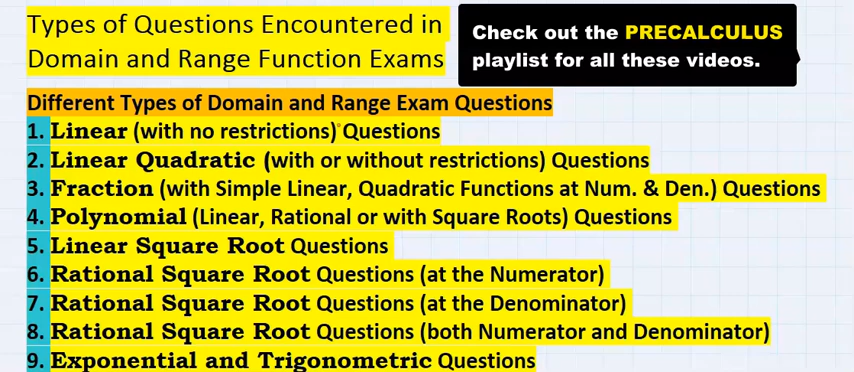 Types of Questions Encountered in
Domain and Range Function Exams
Check out the PRECALCULUS
playlist for all these videos.
Different Types of Domain and Range Exam Questions
1. Linear (with no restrictions) Questions
2. Linear Quadratic (with or without restrictions) Questions
3. Fraction (with Simple Linear, Quadratic Functions at Num. & Den.) Questions
4. Polynomial (Linear, Rational or with Square Roots) Questions
5. Linear Square Root Questions
6. Rational Square Root Questions (at the Numerator)
7. Rational Square Root Questions (at the Denominator)
8. Rational Square Root Questions (both Numerator and Denominator)
9. Exponential and Trigonometric Questions